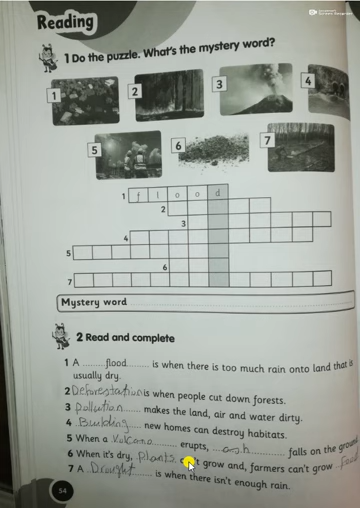 Reading
1 Do the puzzle. What's the mystery word?
1
2
3
4
5
6
7
1 f l o o d
2
3
4
5
6
7
Mystery word
2 Read and complete
1 A flood is when there is too much rain onto land that is
usually dry.
2 Deforestation is when people cut down forests.
3 pollution makes the land, air and water dirty.
4 Building new homes can destroy habitats.
5 When a Vulcano erupts, ash falls on the ground
6 When it's dry, plants can't grow and, farmers can't grow food
7 A Drought is when there isn't enough rain.
54